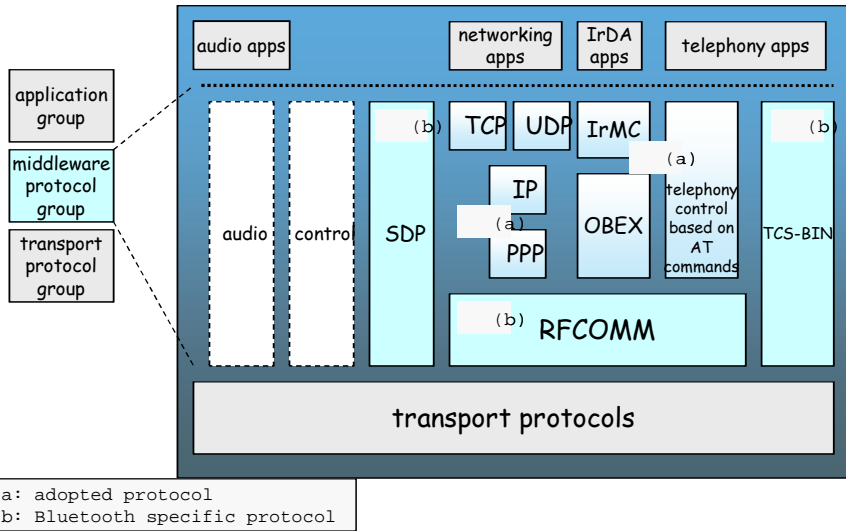 audio apps
networking
apps
IrDA
apps
telephony apps
application
group
middleware
protocol
group
transport
protocol
group
(b)
TCP
UDP
IrMC
(a)
(b)
IP
(a)
PPP
audio
control
SDP
OBEX
telephony
control
based on
AT
commands
TCS-BIN
(b)
RFCOMM
transport protocols
a: adopted protocol
b: Bluetooth specific protocol